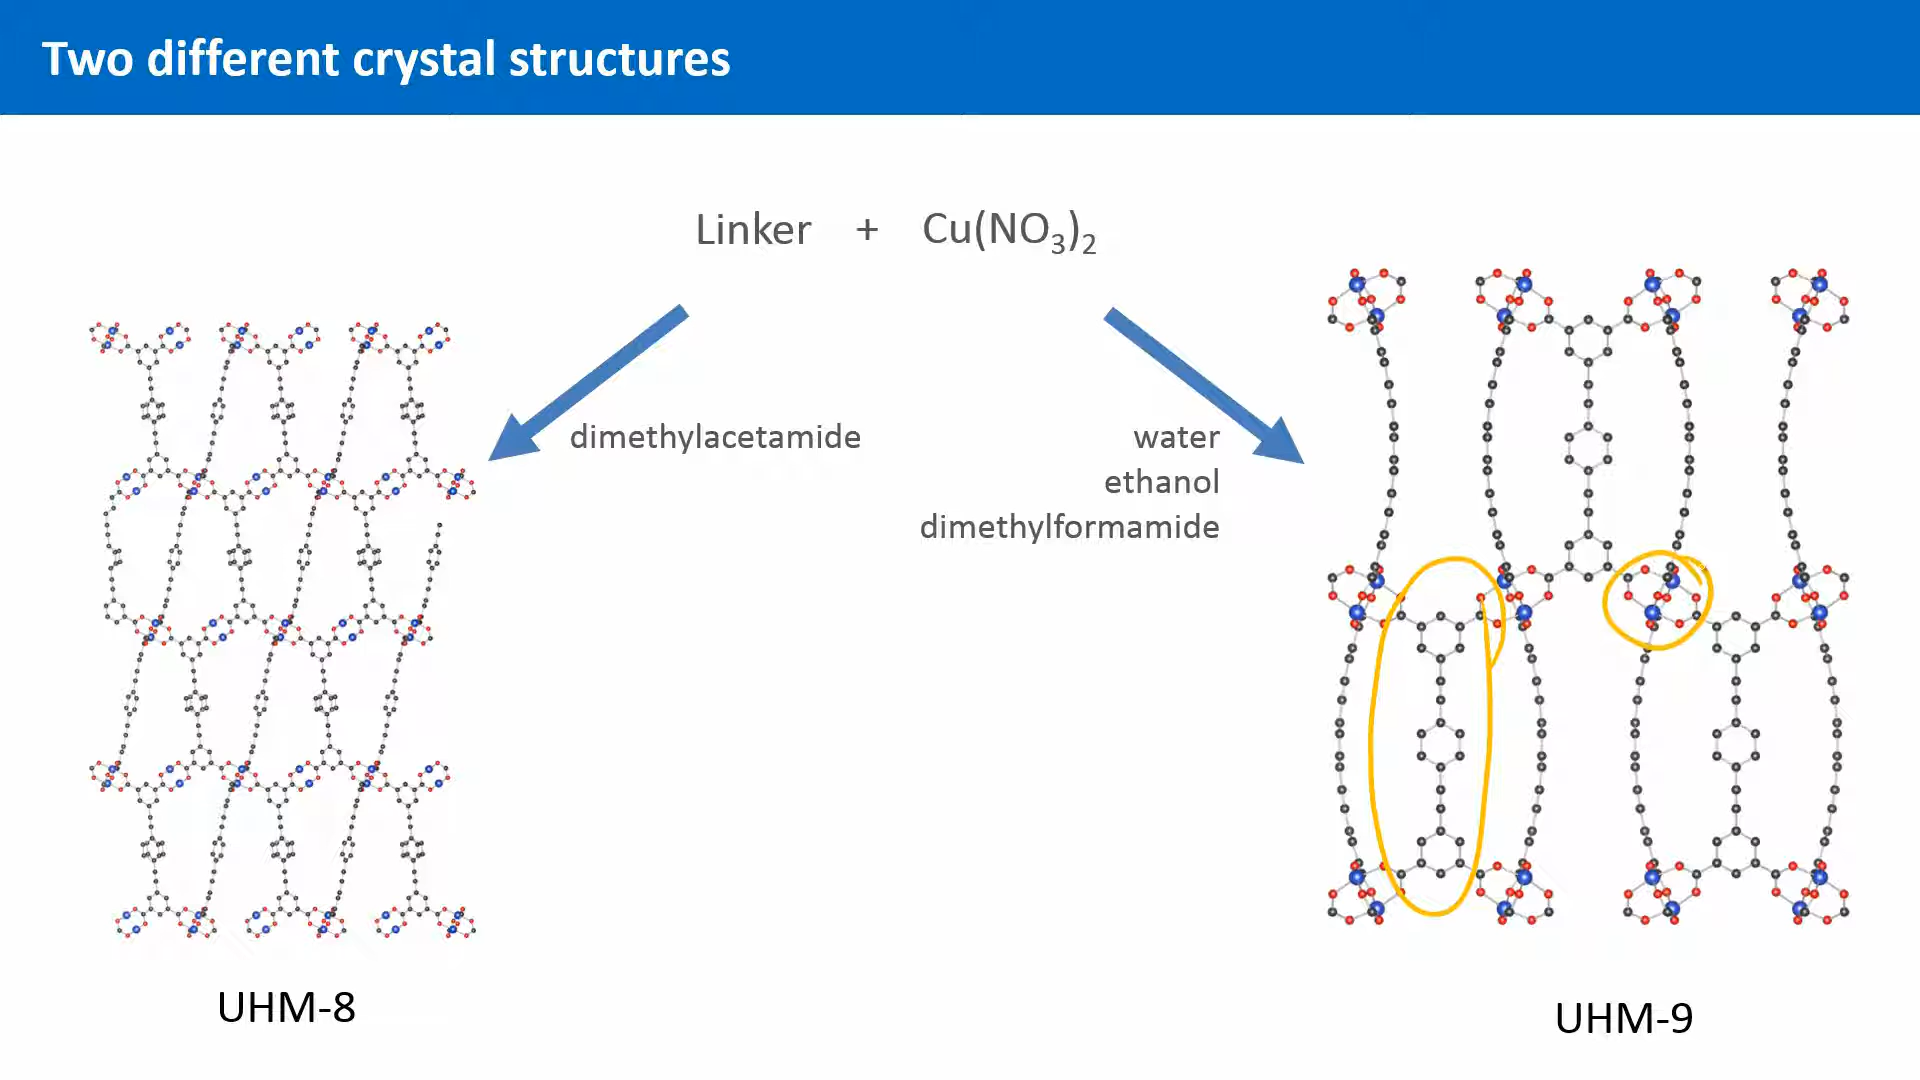 Two different crystal structures
Linker + Cu(NO₃)₂
dimethylacetamide
water
ethanol
dimethylformamide
UHM-8
UHM-9